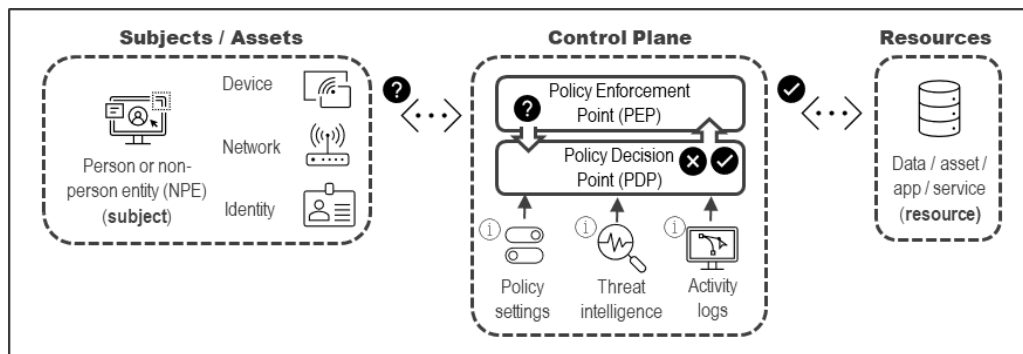 Subjects / Assets
Person or non-
person entity (NPE)
(subject)
Device
Network
Identity
?
Control Plane
Policy Enforcement
Point (PEP)
?
Policy Decision
Point (PDP)
i
Policy
settings
i
Threat
intelligence
i
Activity
logs
Resources
Data / asset /
app / service
(resource)